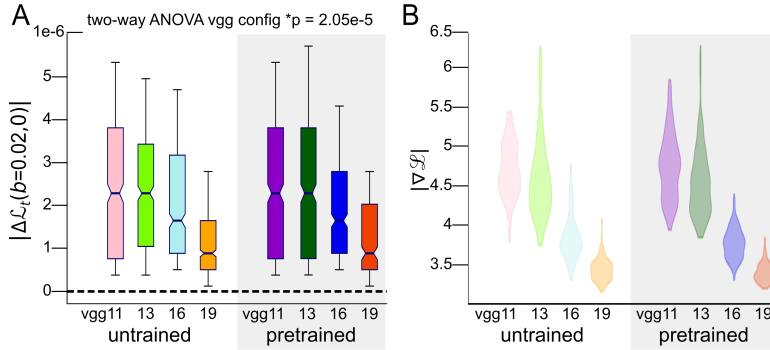 A
two-way ANOVA vgg config *p = 2.05e-5
1e-6
5
4
3
2
1
0
|Δℒt(b=0.02,0)|
vgg11 13 16 19 vgg11 13 16 19
untrained pretrained
B
6.5
6
5.5
5
4.5
4
3.5
|∇ℒ|
vgg11 13 16 19 vgg11 13 16 19
untrained pretrained